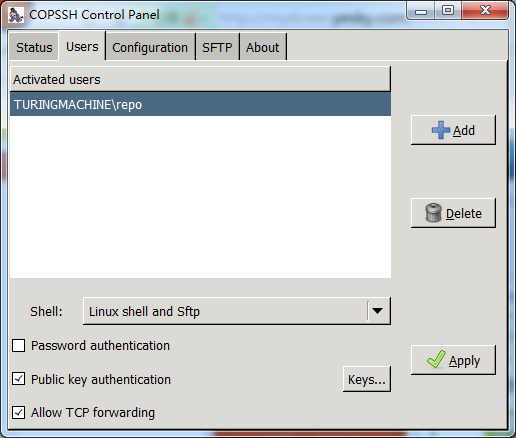 COPSSH Control Panel
Status Users Configuration SFTP About
Activated users
TURINGMACHINE\repo
Add
Delete
Shell: Linux shell and Sftp
Password authentication
Apply
Public key authentication Keys...
Allow TCP forwarding